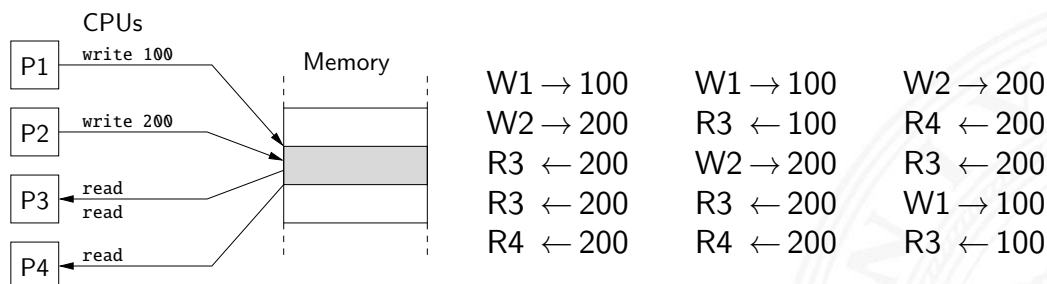 CPUs
P1
write 100
P2
write 200
P3
read
read
P4
read
Memory
W1 → 100
W2 → 200
R3 ← 200
R3 ← 200
R4 ← 200
W1 → 100
R3 ← 100
W2 → 200
R3 ← 200
R4 ← 200
W2 → 200
R4 ← 200
R3 ← 200
W1 → 100
R3 ← 100